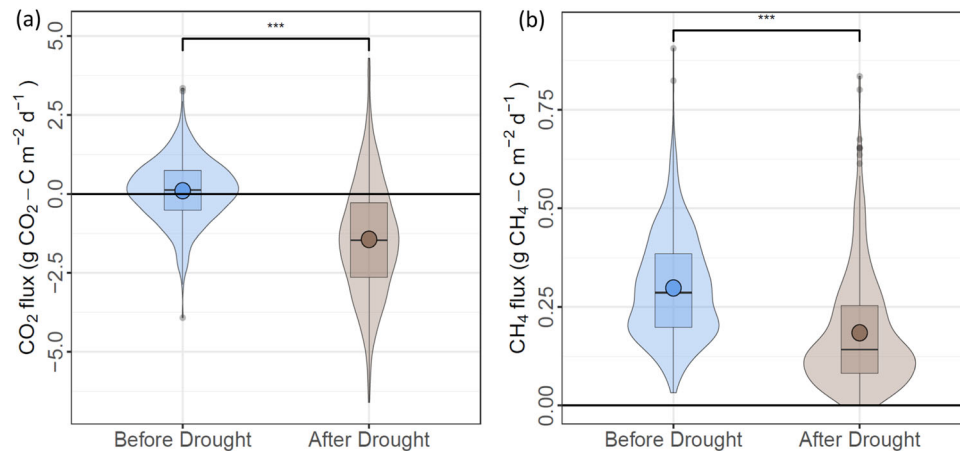 (a)
***
CO₂ flux (g CO₂ – C m⁻² d⁻¹)
5.0
2.5
0.0
−2.5
−5.0
Before Drought
After Drought
(b)
***
CH₄ flux (g CH₄ – C m⁻² d⁻¹)
0.75
0.50
0.25
0.00
Before Drought
After Drought